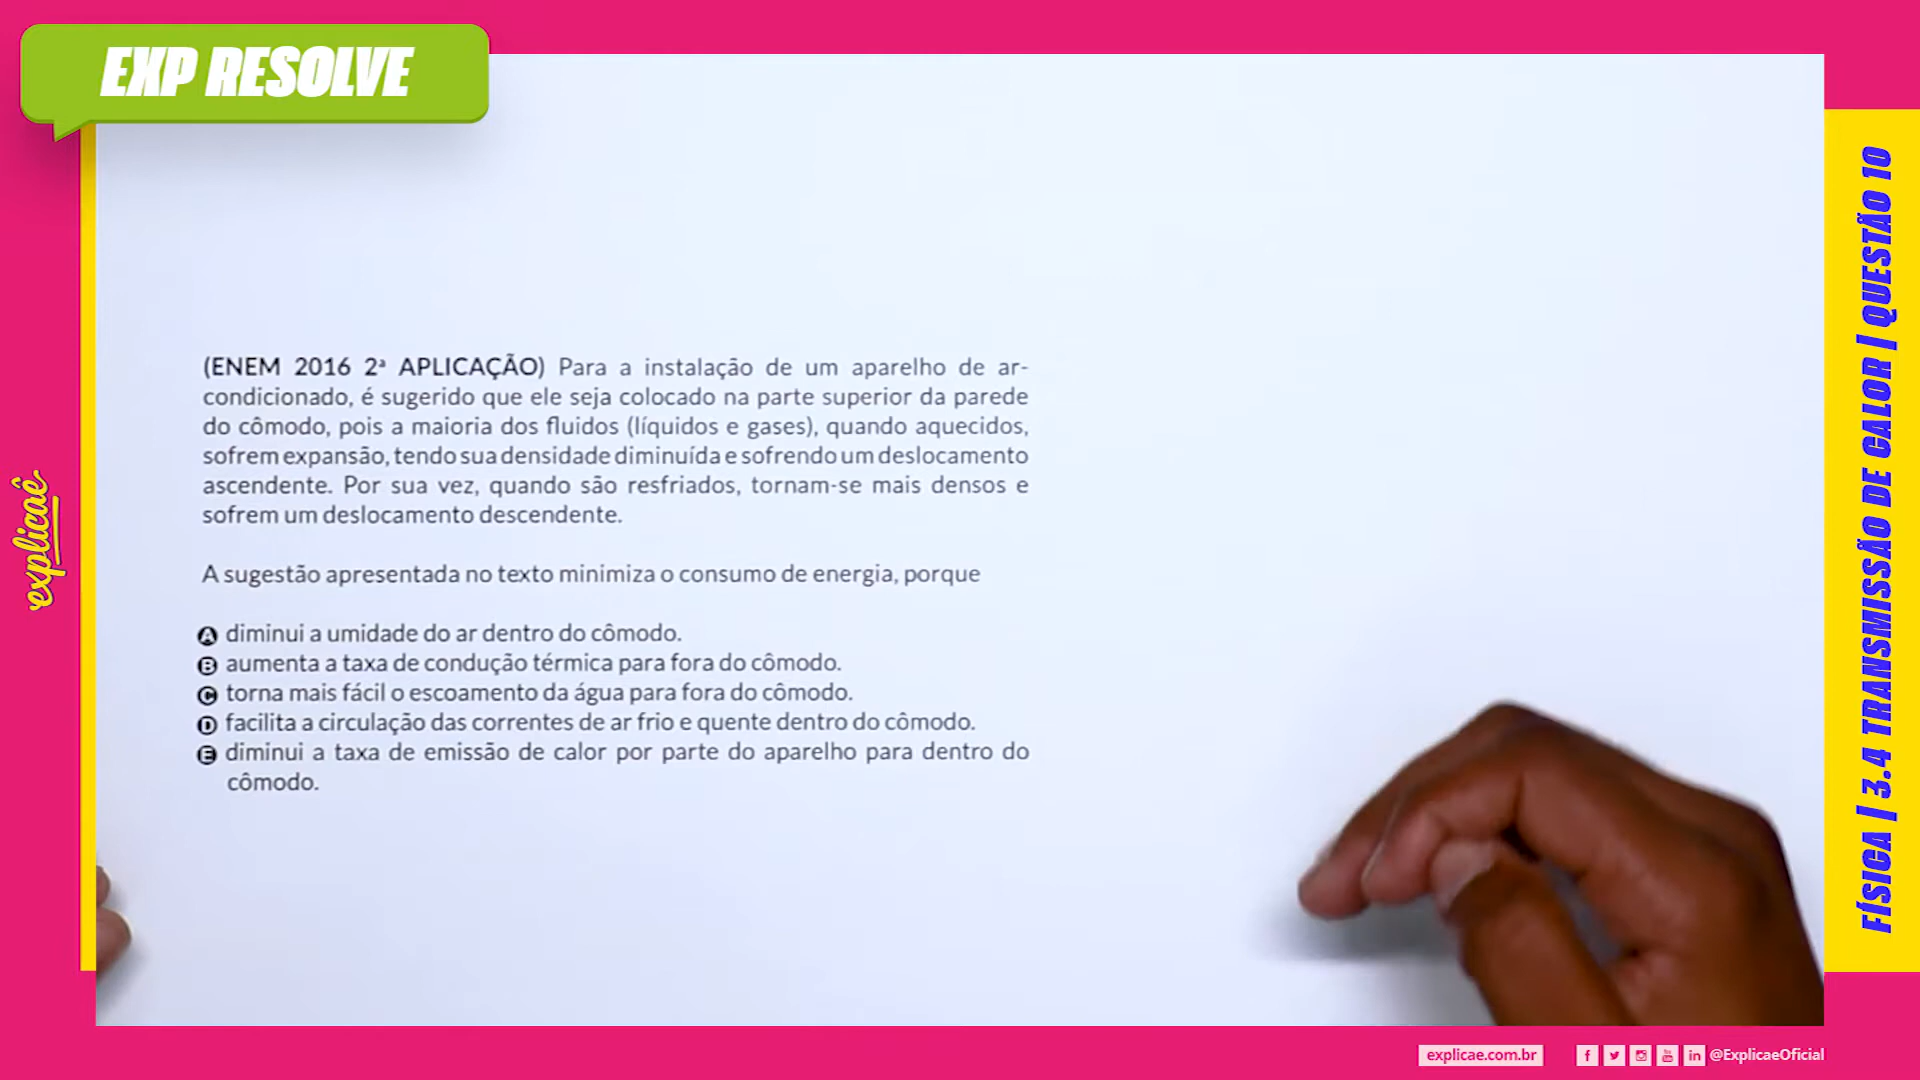 EXP RESOLVE
(ENEM 2016 2ª APLICAÇÃO) Para a instalação de um aparelho de ar-
condicionado, é sugerido que ele seja colocado na parte superior da parede
do cômodo, pois a maioria dos fluidos (líquidos e gases), quando aquecidos,
sofrem expansão, tendo sua densidade diminuída e sofrendo um deslocamento
ascendente. Por sua vez, quando são resfriados, tornam-se mais densos e
sofrem um deslocamento descendente.
A sugestão apresentada no texto minimiza o consumo de energia, porque
A diminui a umidade do ar dentro do cômodo.
B aumenta a taxa de condução térmica para fora do cômodo.
C torna mais fácil o escoamento da água para fora do cômodo.
D facilita a circulação das correntes de ar frio e quente dentro do cômodo.
E diminui a taxa de emissão de calor por parte do aparelho para dentro do
cômodo.
explicaê
FÍSICA | 3.4 TRANSMISSÃO DE CALOR | QUESTÃO 10
explicae.com.br
@ExplicaeOficial